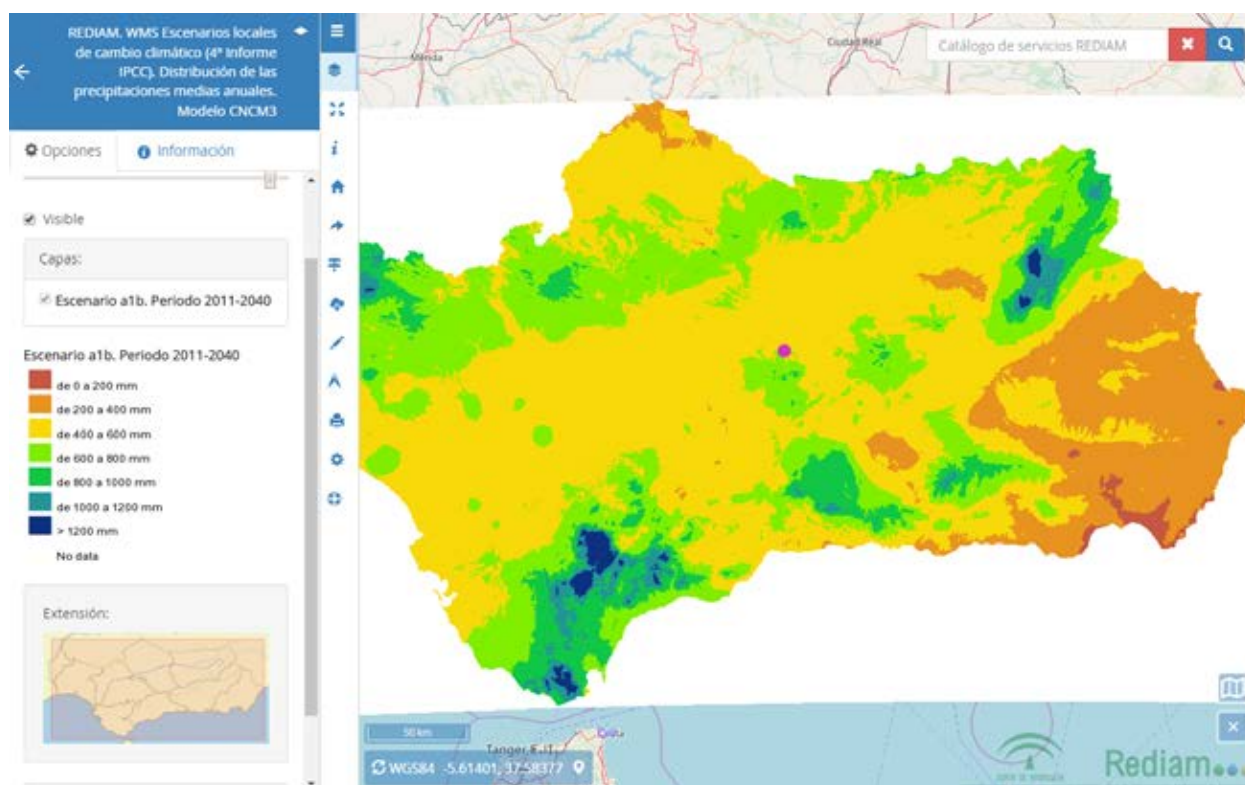 REDIAM. WMS Escenarios locales
de cambio climático (4º Informe
IPCC). Distribución de las
precipitaciones medias anuales.
Modelo CNCM3
Opciones
Información
Visible
Capas:
Escenario a1b. Periodo 2011-2040
Escenario a1b. Periodo 2011-2040
de 0 a 200 mm
de 200 a 400 mm
de 400 a 600 mm
de 600 a 800 mm
de 800 a 1000 mm
de 1000 a 1200 mm
> 1200 mm
No data
Extensión:
Mérida
Ciudad Real
Catálogo de servicios REDIAM
50 km
Ceuta
WGS84 -5.61401, 37.58377
Rediam